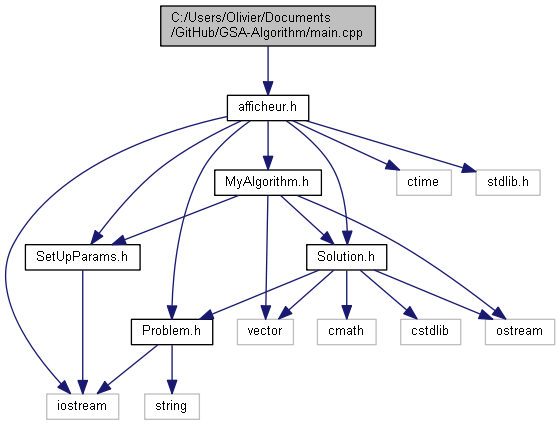 C:/Users/Olivier/Documents
/GitHub/GSA-Algorithm/main.cpp
afficheur.h
MyAlgorithm.h
ctime
stdlib.h
SetUpParams.h
Solution.h
Problem.h
vector
cmath
cstdlib
ostream
iostream
string